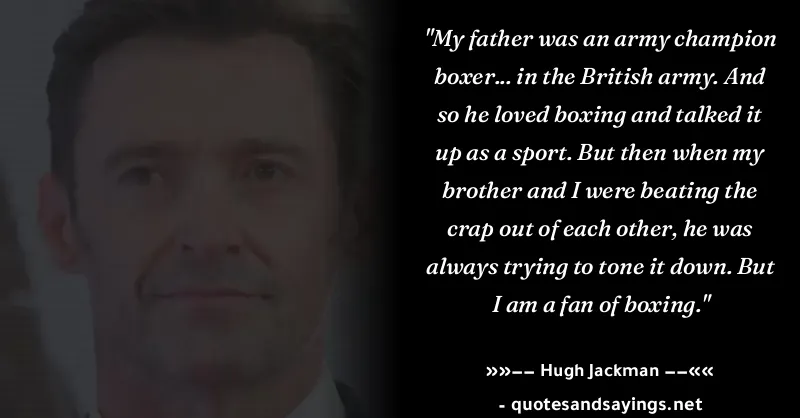 "My father was an army champion
boxer... in the British army. And
so he loved boxing and talked it
up as a sport. But then when my
brother and I were beating the
crap out of each other, he was
always trying to tone it down. But
I am a fan of boxing."
»»−− Hugh Jackman −−««
- quotesandsayings.net